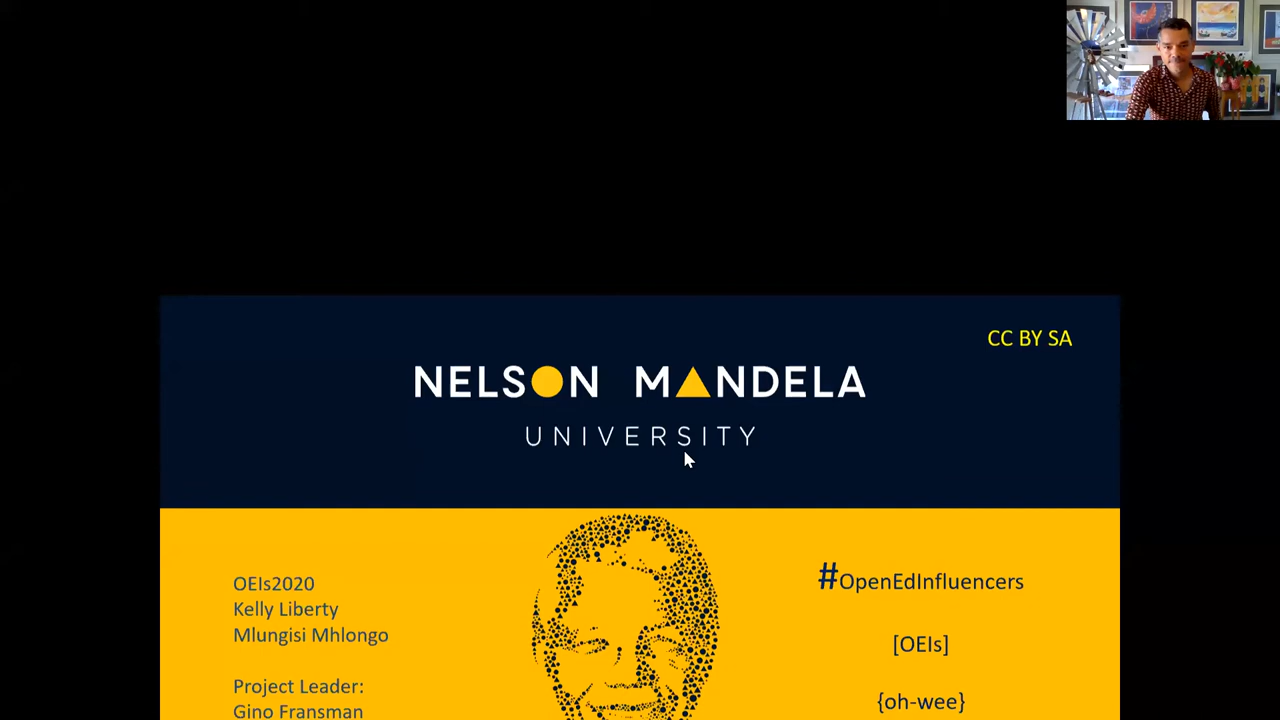 CC BY SA
NELSON MANDELA
UNIVERSITY
OEIs2020
Kelly Liberty
Mlungisi Mhlongo
Project Leader:
Gino Fransman
#OpenEdInfluencers
[OEIs]
{oh-wee}